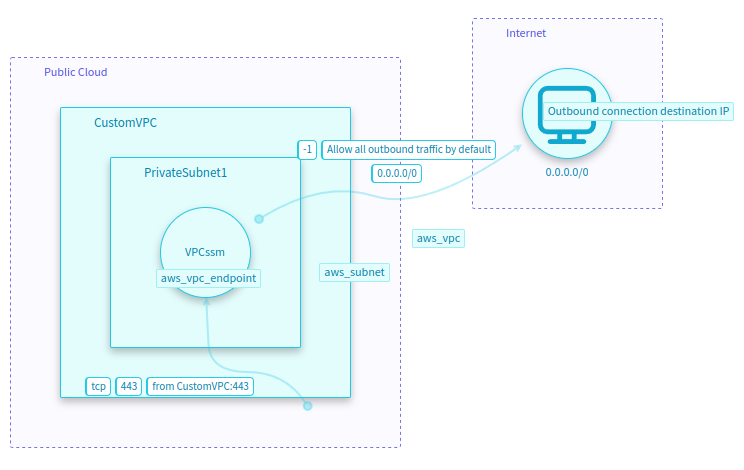 Internet
Public Cloud
Outbound connection destination IP
CustomVPC
-1
Allow all outbound traffic by default
PrivateSubnet1
0.0.0.0/0
0.0.0.0/0
aws_vpc
VPCssm
aws_subnet
aws_vpc_endpoint
tcp
443
from CustomVPC:443